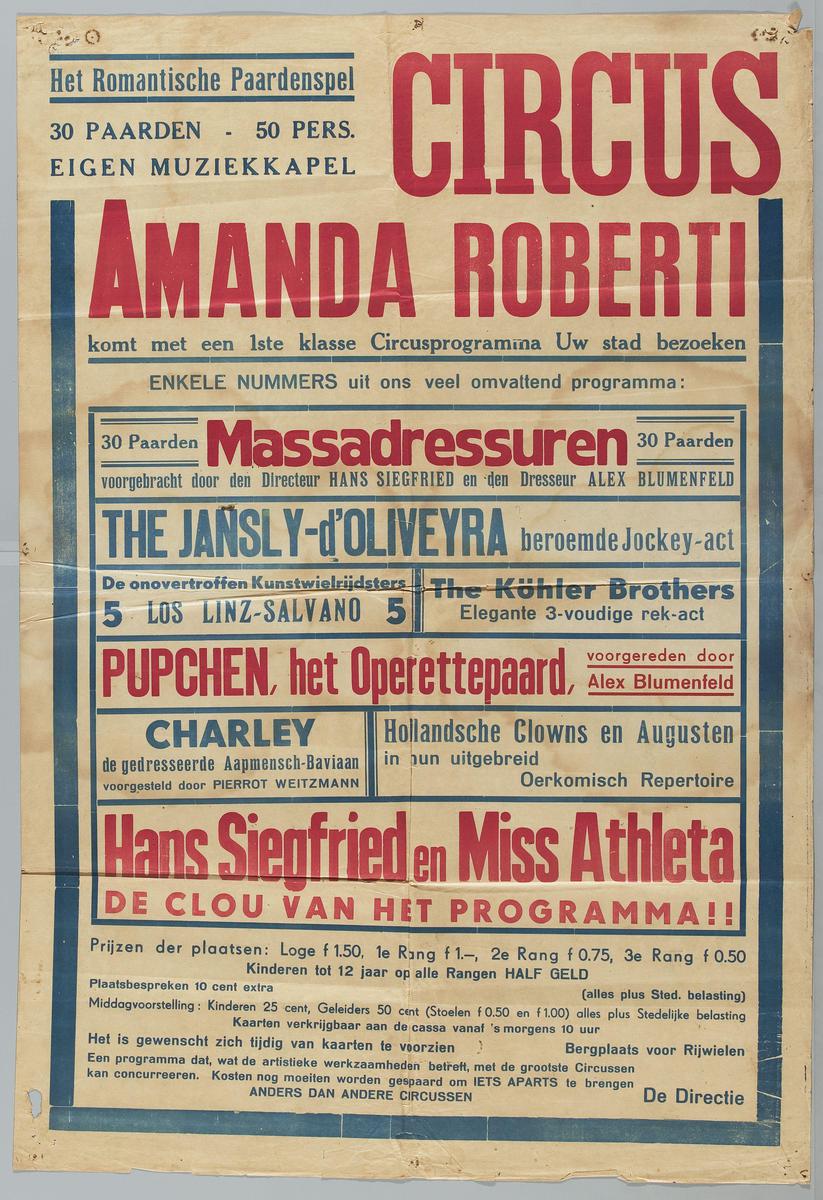 Het Romantische Paardenspel
30 PAARDEN - 50 PERS.
EIGEN MUZIEKKAPEL
CIRCUS
AMANDA ROBERTI
komt met een 1ste klasse Circusprogramma Uw stad bezoeken
ENKELE NUMMERS uit ons veel omvattend programma:
30 Paarden Massadressuren 30 Paarden
voorgebracht door den Directeur HANS SIEGFRIED en den Dresseur ALEX BLUMENFELD
THE JANSLY-d'OLIVEYRA beroemde Jockey-act
De onovertroffen Kunstwielrijdsters
5 LOS LINZ-SALVANO 5
The Köhler Brothers
Elegante 3-voudige rek-act
PUPCHEN, het Operettepaard,
voorgereden door
Alex Blumenfeld
CHARLEY
de gedresseerde Aapmensch-Baviaan
voorgesteld door PIERROT WEITZMANN
Hollandsche Clowns en Augusten
in hun uitgebreid
Oerkomisch Repertoire
Hans Siegfried en Miss Athleta
DE CLOU VAN HET PROGRAMMA!!
Prijzen der plaatsen: Loge f 1.50, 1e Rang f 1.—, 2e Rang f 0.75, 3e Rang f 0.50
Kinderen tot 12 jaar op alle Rangen HALF GELD
Plaatsbespreken 10 cent extra (alles plus Sted. belasting)
Middagvoorstelling: Kinderen 25 cent, Geleiders 50 cent (Stoelen f 0.50 en f 1.00) alles plus Stedelijke belasting
Kaarten verkrijgbaar aan de cassa vanaf 's morgens 10 uur
Het is gewenscht zich tijdig van kaarten te voorzien Bergplaats voor Rijwielen
Een programma dat, wat de artistieke werkzaamheden betreft, met de grootste Circussen
kan concurreeren. Kosten nog moeiten worden gespaard om IETS APARTS te brengen
ANDERS DAN ANDERE CIRCUSSEN
De Directie